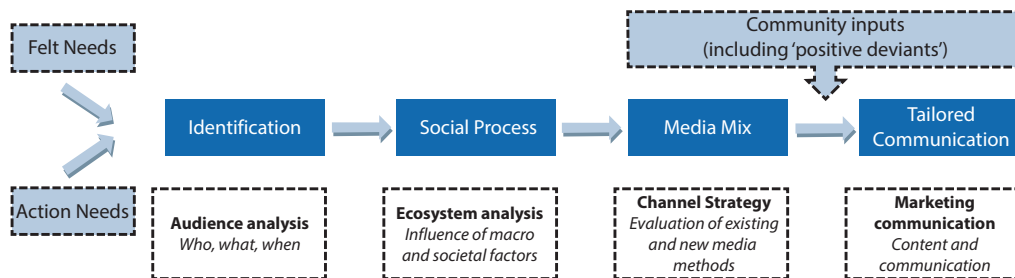 Felt Needs
Action Needs
Community inputs
(including ‘positive deviants’)
Identification
Social Process
Media Mix
Tailored
Communication
Audience analysis
Who, what, when
Ecosystem analysis
Influence of macro
and societal factors
Channel Strategy
Evaluation of existing
and new media
methods
Marketing
communication
Content and
communication